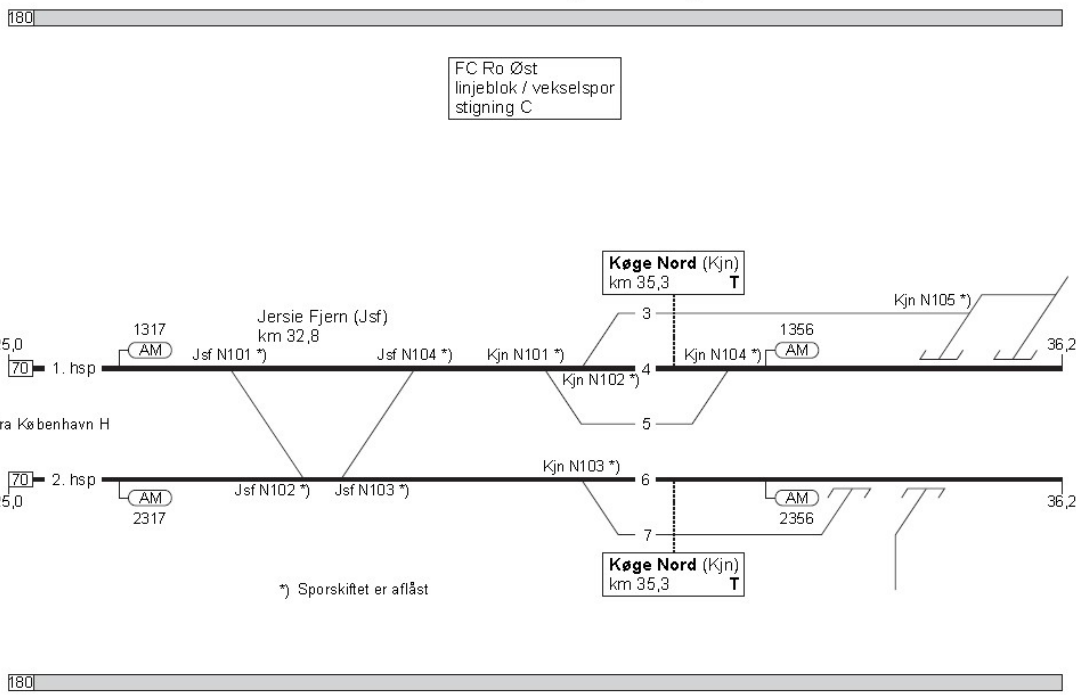 180
FC Ro Øst
linjeblok / vekselspor
stigning C
Køge Nord (Kjn)
km 35,3 T
Kjn N105 *)
3
Jersie Fjern (Jsf)
km 32,8
1317
AM
1356
AM
Jsf N101 *)
Jsf N104 *)
Kjn N101 *)
Kjn N104 *)
5,0
36,2
70
1. hsp
4
Kjn N102 *)
ra København H
5
Kjn N103 *)
70
2. hsp
6
Jsf N102 *)
Jsf N103 *)
5,0
AM
2317
AM
2356
36,2
7
Køge Nord (Kjn)
km 35,3 T
*) Sporskiftet er aflåst
180